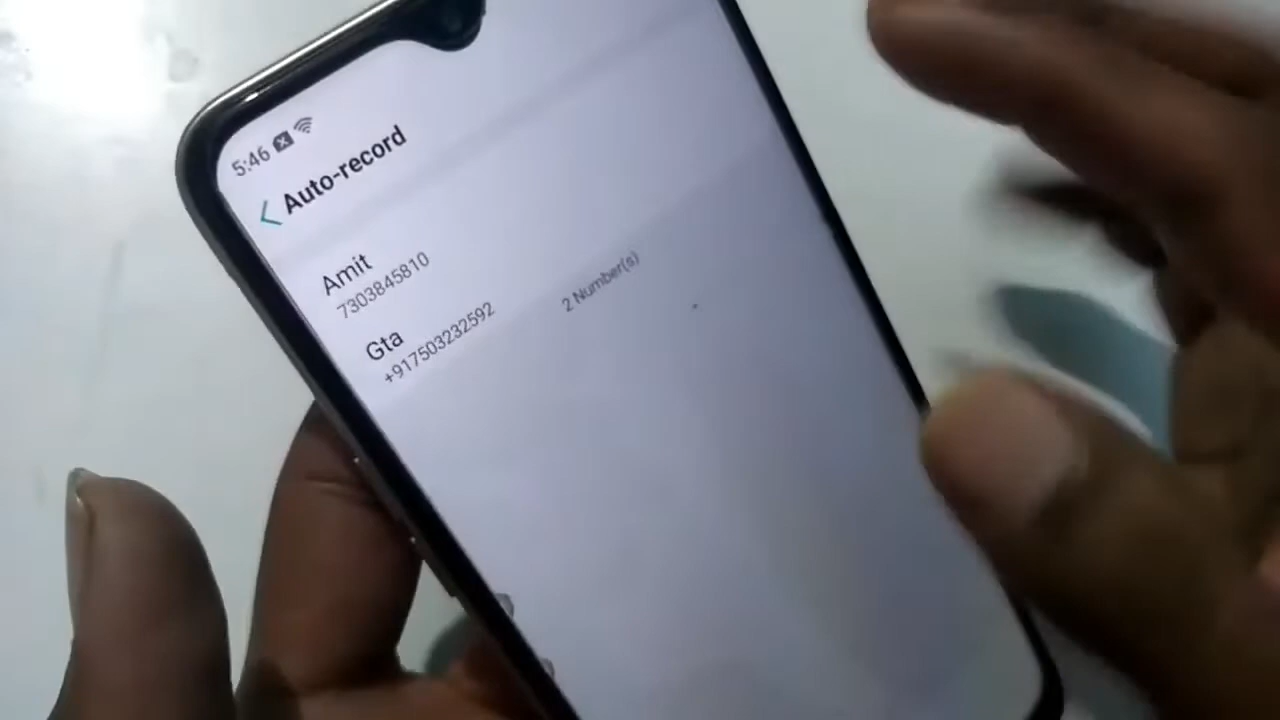 5:46
Auto-record
Amit
7303845810
Gta
+917503232592
2 Number(s)